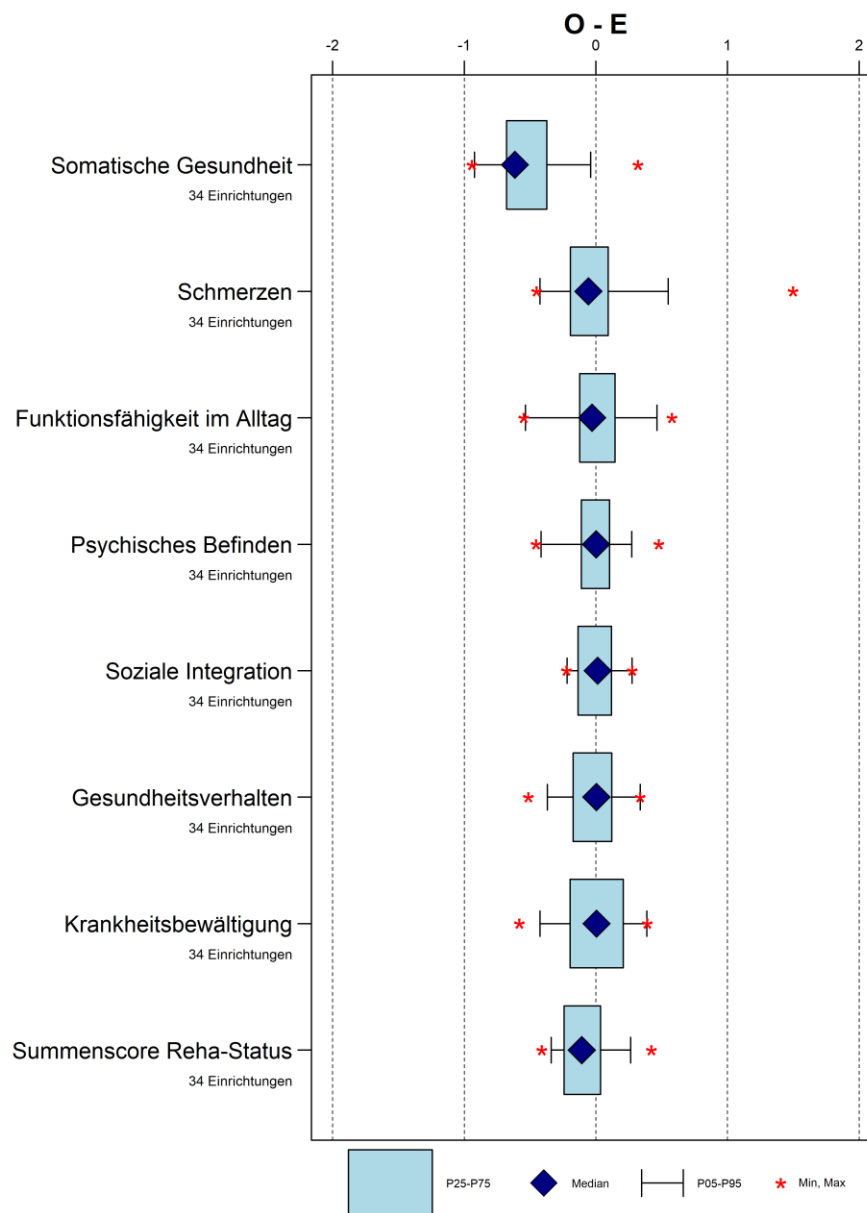 O - E
-2 -1 0 1 2
Somatische Gesundheit
34 Einrichtungen
Schmerzen
34 Einrichtungen
Funktionsfähigkeit im Alltag
34 Einrichtungen
Psychisches Befinden
34 Einrichtungen
Soziale Integration
34 Einrichtungen
Gesundheitsverhalten
34 Einrichtungen
Krankheitsbewältigung
34 Einrichtungen
Summenscore Reha-Status
34 Einrichtungen
P25-P75 Median P05-P95 * Min, Max